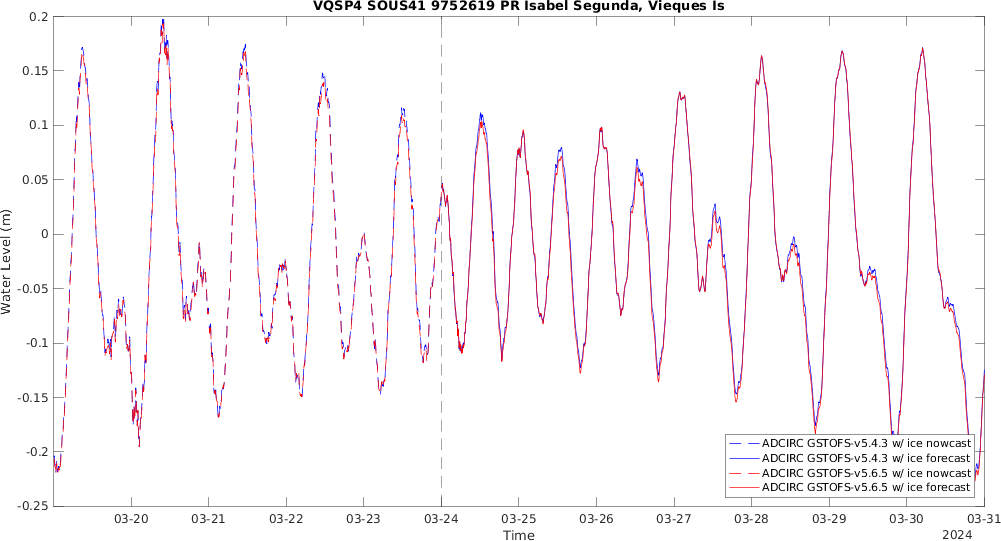 VQSP4 SOUS41 9752619 PR Isabel Segunda, Vieques Is
Water Level (m)
0.2
0.15
0.1
0.05
0
-0.05
-0.1
-0.15
-0.2
-0.25
ADCIRC GSTOFS-v5.4.3 w/ ice nowcast
ADCIRC GSTOFS-v5.4.3 w/ ice forecast
ADCIRC GSTOFS-v5.6.5 w/ ice nowcast
ADCIRC GSTOFS-v5.6.5 w/ ice forecast
03-20 03-21 03-22 03-23 03-24 03-25 03-26 03-27 03-28 03-29 03-30 03-31
Time
2024